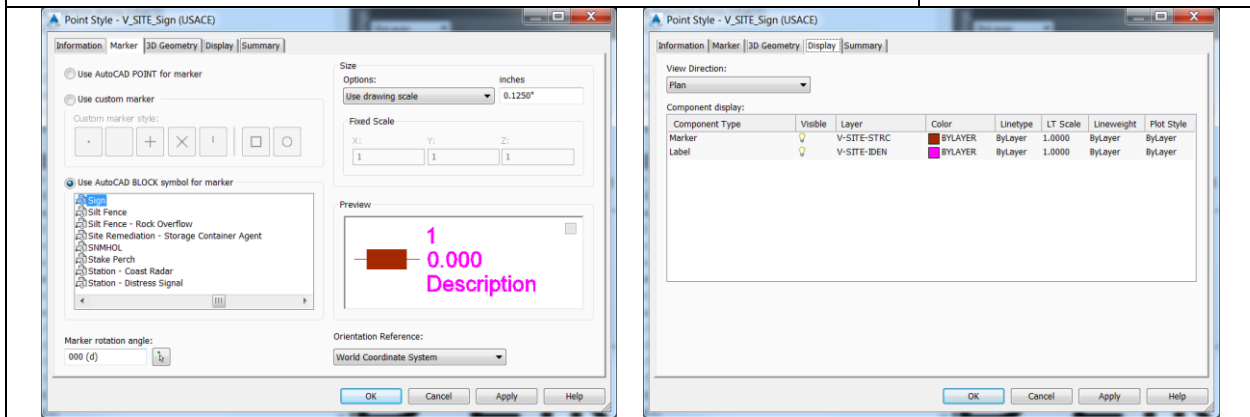 Point Style - V_SITE_Sign (USACE)
Information Marker 3D Geometry Display Summary
Use AutoCAD POINT for marker
Use custom marker
Custom marker style:
Use AutoCAD BLOCK symbol for marker
Sign
Silt Fence
Silt Fence - Rock Overflow
Site Remediation - Storage Container Agent
SNMHOL
Stake Perch
Station - Coast Radar
Station - Distress Signal
Marker rotation angle:
000 (d)
Size
Options: inches
Use drawing scale 0.1250"
Fixed Scale
X: Y: Z:
1 1 1
Preview
1
0.000
Description
Orientation Reference:
World Coordinate System
OK Cancel Apply Help
Point Style - V_SITE_Sign (USACE)
Information Marker 3D Geometry Display Summary
View Direction:
Plan
Component display:
Component Type Visible Layer Color Linetype LT Scale Lineweight Plot Style
Marker V-SITE-STRC BYLAYER ByLayer 1.0000 ByLayer ByLayer
Label V-SITE-IDEN BYLAYER ByLayer 1.0000 ByLayer ByLayer
OK Cancel Apply Help